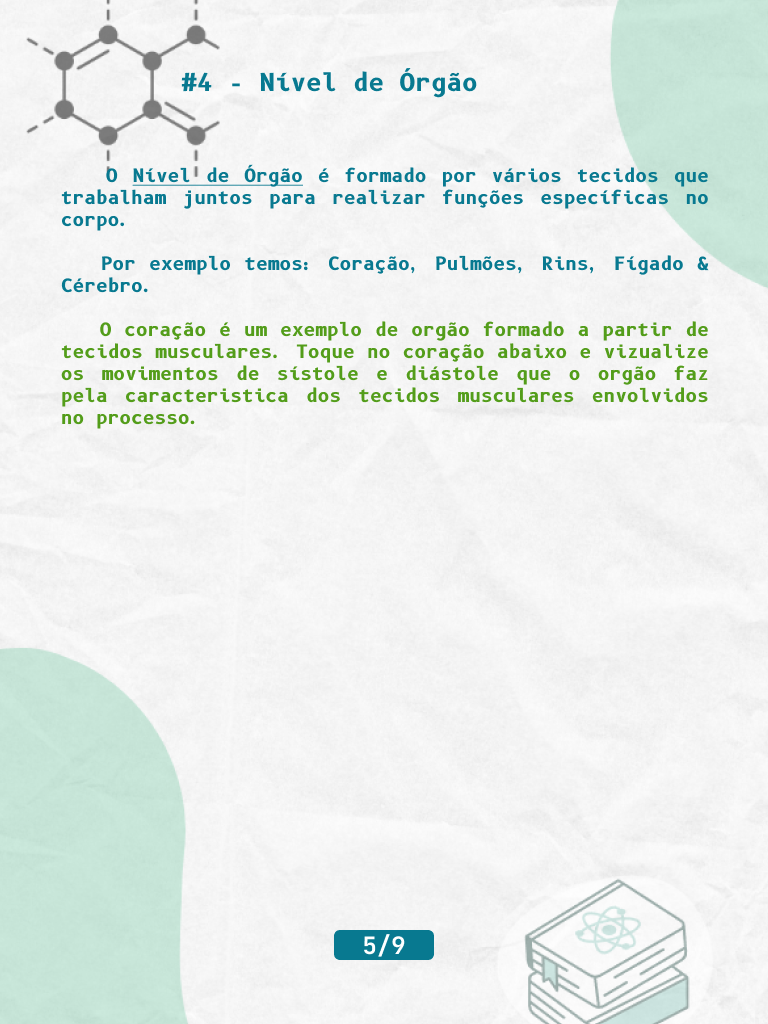 #4 - Nível de Órgão
O Nível de Órgão é formado por vários tecidos que
trabalham juntos para realizar funções específicas no
corpo.
Por exemplo temos: Coração, Pulmões, Rins, Fígado &
Cérebro.
O coração é um exemplo de orgão formado a partir de
tecidos musculares. Toque no coração abaixo e vizualize
os movimentos de sístole e diástole que o orgão faz
pela caracteristica dos tecidos musculares envolvidos
no processo.
5/9